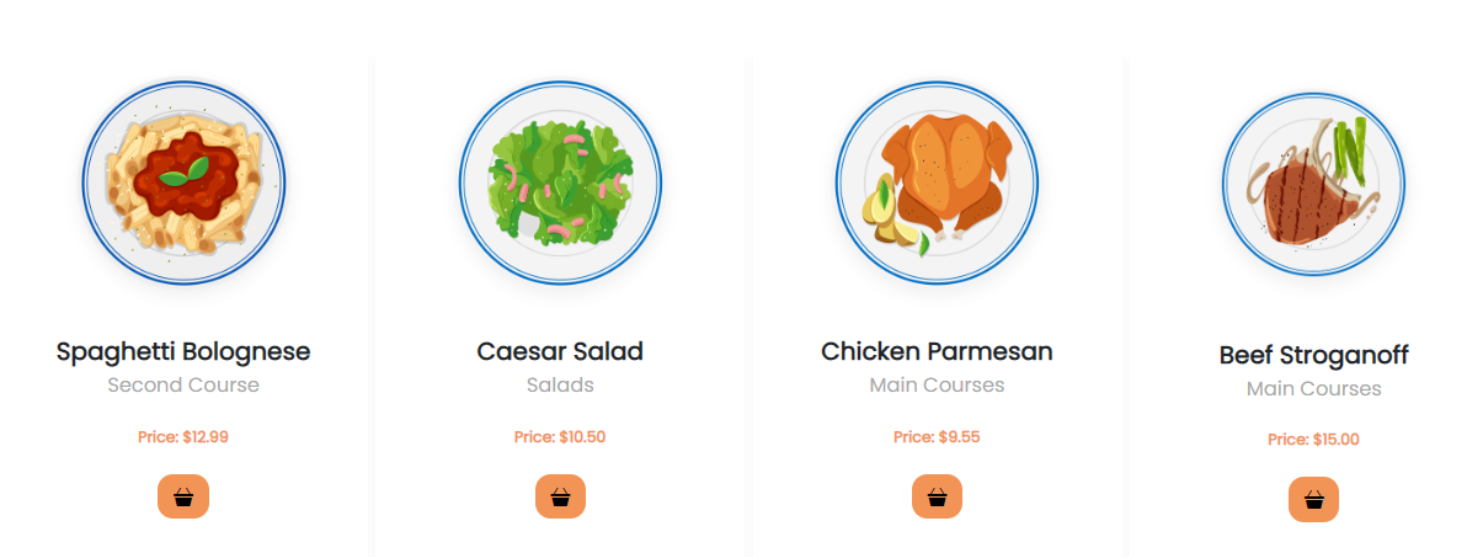 Spaghetti Bolognese
Second Course
Price: $12.99
Caesar Salad
Salads
Price: $10.50
Chicken Parmesan
Main Courses
Price: $9.55
Beef Stroganoff
Main Courses
Price: $15.00